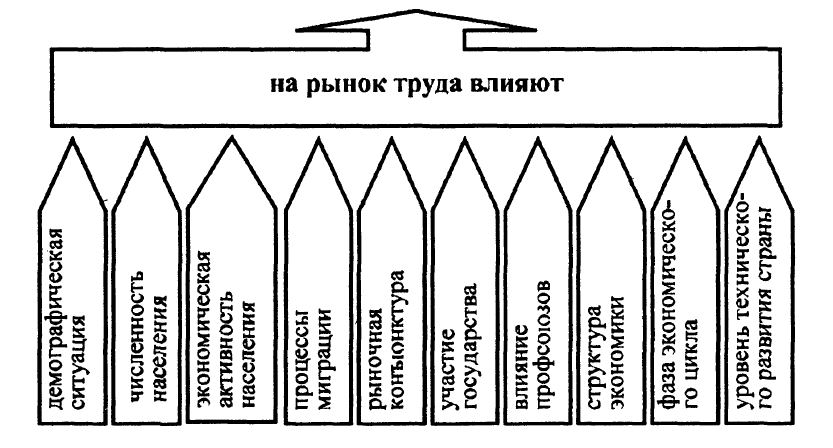 на рынок труда влияют
демографическая
ситуация
численность
населения
экономическая
активность
населения
процессы
миграции
рыночная
конъюнктура
участие
государства
влияние
профсоюзов
структура
экономики
фаза экономическо-
го цикла
уровень техническо-
го развития страны